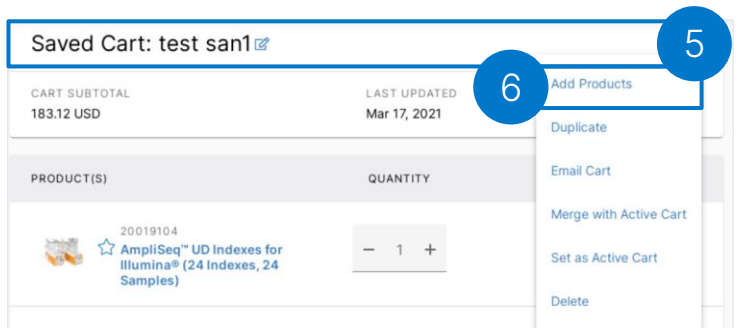 Saved Cart: test san1
5
6
Add Products
CART SUBTOTAL
LAST UPDATED
183.12 USD
Mar 17, 2021
Duplicate
Email Cart
PRODUCT(S)
QUANTITY
Merge with Active Cart
20019104
AmpliSeq™ UD Indexes for
Illumina® (24 Indexes, 24
Samples)
− 1 +
Set as Active Cart
Delete